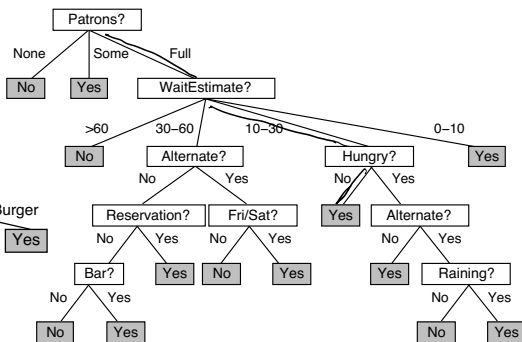 Patrons?
None Some Full
No Yes WaitEstimate?
>60 30–60 10–30 0–10
No Alternate? Hungry? Yes
No Yes No Yes
Burger
Yes Reservation? Fri/Sat? Yes Alternate?
No Yes No Yes No Yes
Bar? Yes No Yes Yes Raining?
No Yes No Yes
No Yes No Yes